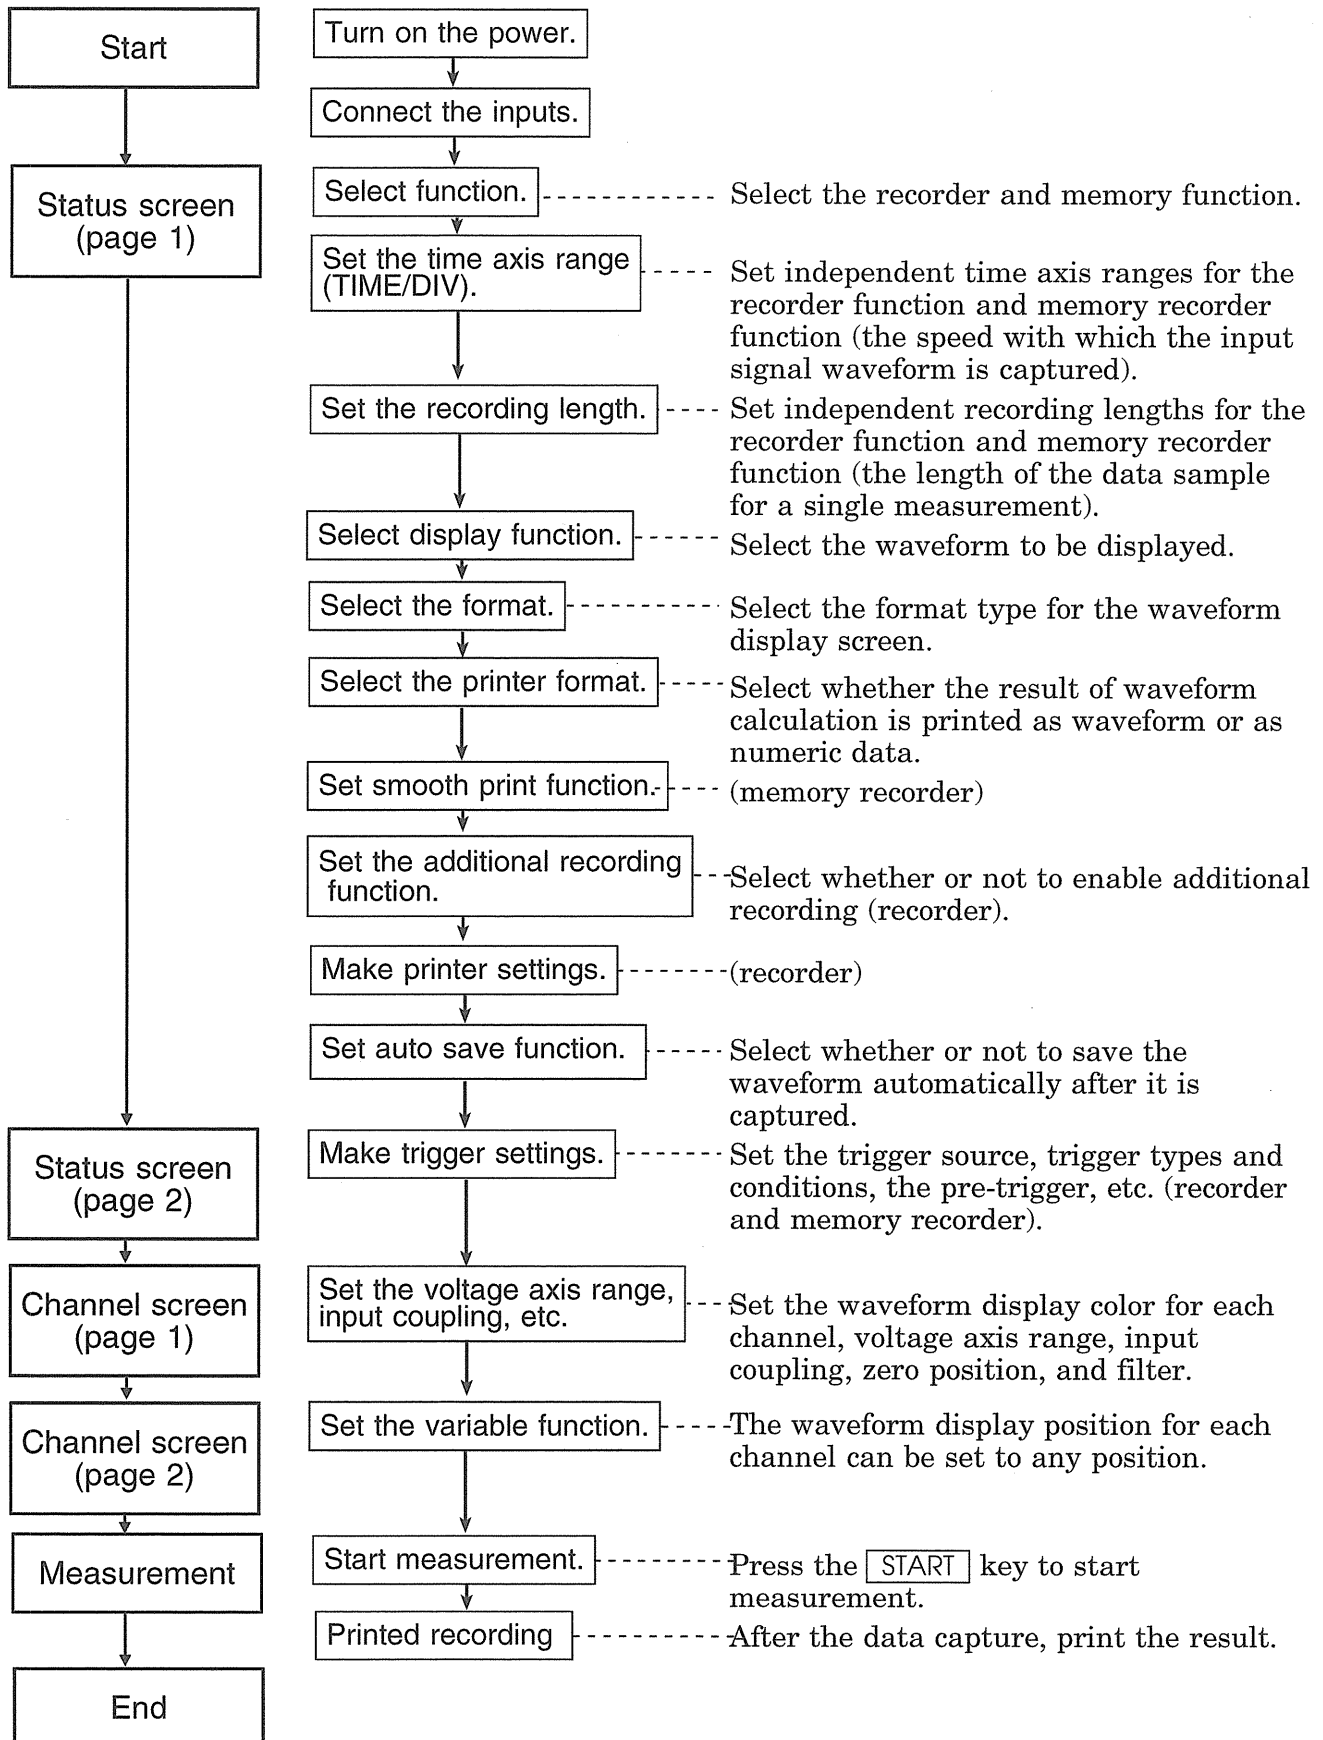 Start
Turn on the power.
Connect the inputs.
Status screen
(page 1)
Select function.
Select the recorder and memory function.
Set the time axis range
(TIME/DIV).
Set independent time axis ranges for the
recorder function and memory recorder
function (the speed with which the input
signal waveform is captured).
Set the recording length.
Set independent recording lengths for the
recorder function and memory recorder
function (the length of the data sample
for a single measurement).
Select display function.
Select the waveform to be displayed.
Select the format.
Select the format type for the waveform
display screen.
Select the printer format.
Select whether the result of waveform
calculation is printed as waveform or as
numeric data.
Set smooth print function.
(memory recorder)
Set the additional recording
function.
Select whether or not to enable additional
recording (recorder).
Make printer settings.
(recorder)
Set auto save function.
Select whether or not to save the
waveform automatically after it is
captured.
Status screen
(page 2)
Make trigger settings.
Set the trigger source, trigger types and
conditions, the pre-trigger, etc. (recorder
and memory recorder).
Channel screen
(page 1)
Set the voltage axis range,
input coupling, etc.
Set the waveform display color for each
channel, voltage axis range, input
coupling, zero position, and filter.
Channel screen
(page 2)
Set the variable function.
The waveform display position for each
channel can be set to any position.
Measurement
Start measurement.
Press the START key to start
measurement.
Printed recording
After the data capture, print the result.
End